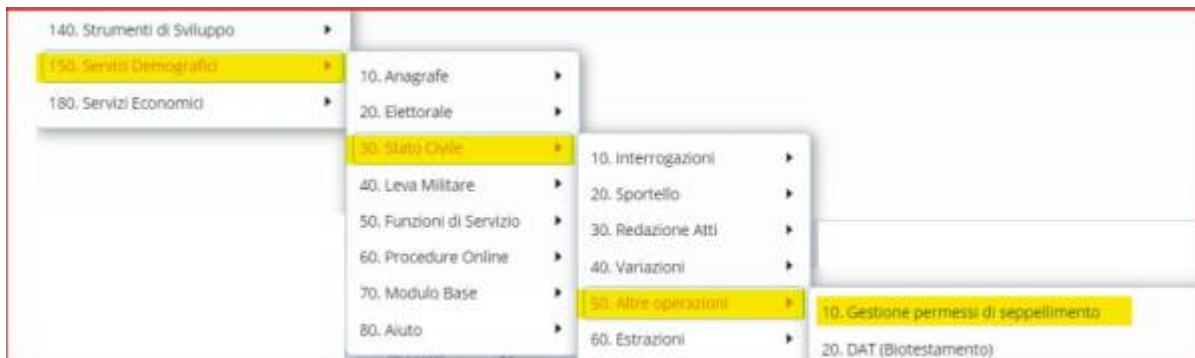 140. Strumenti di Sviluppo
150. Servizi Demografici
180. Servizi Economici
10. Anagrafe
20. Elettorale
30. Stato Civile
40. Leva Militare
50. Funzioni di Servizio
60. Procedure Online
70. Modulo Base
80. Aiuto
10. Interrogazioni
20. Sportello
30. Redazione Atti
40. Variazioni
50. Altre operazioni
60. Estrazioni
10. Gestione permessi di seppellimento
20. DAT (Biotestamento)